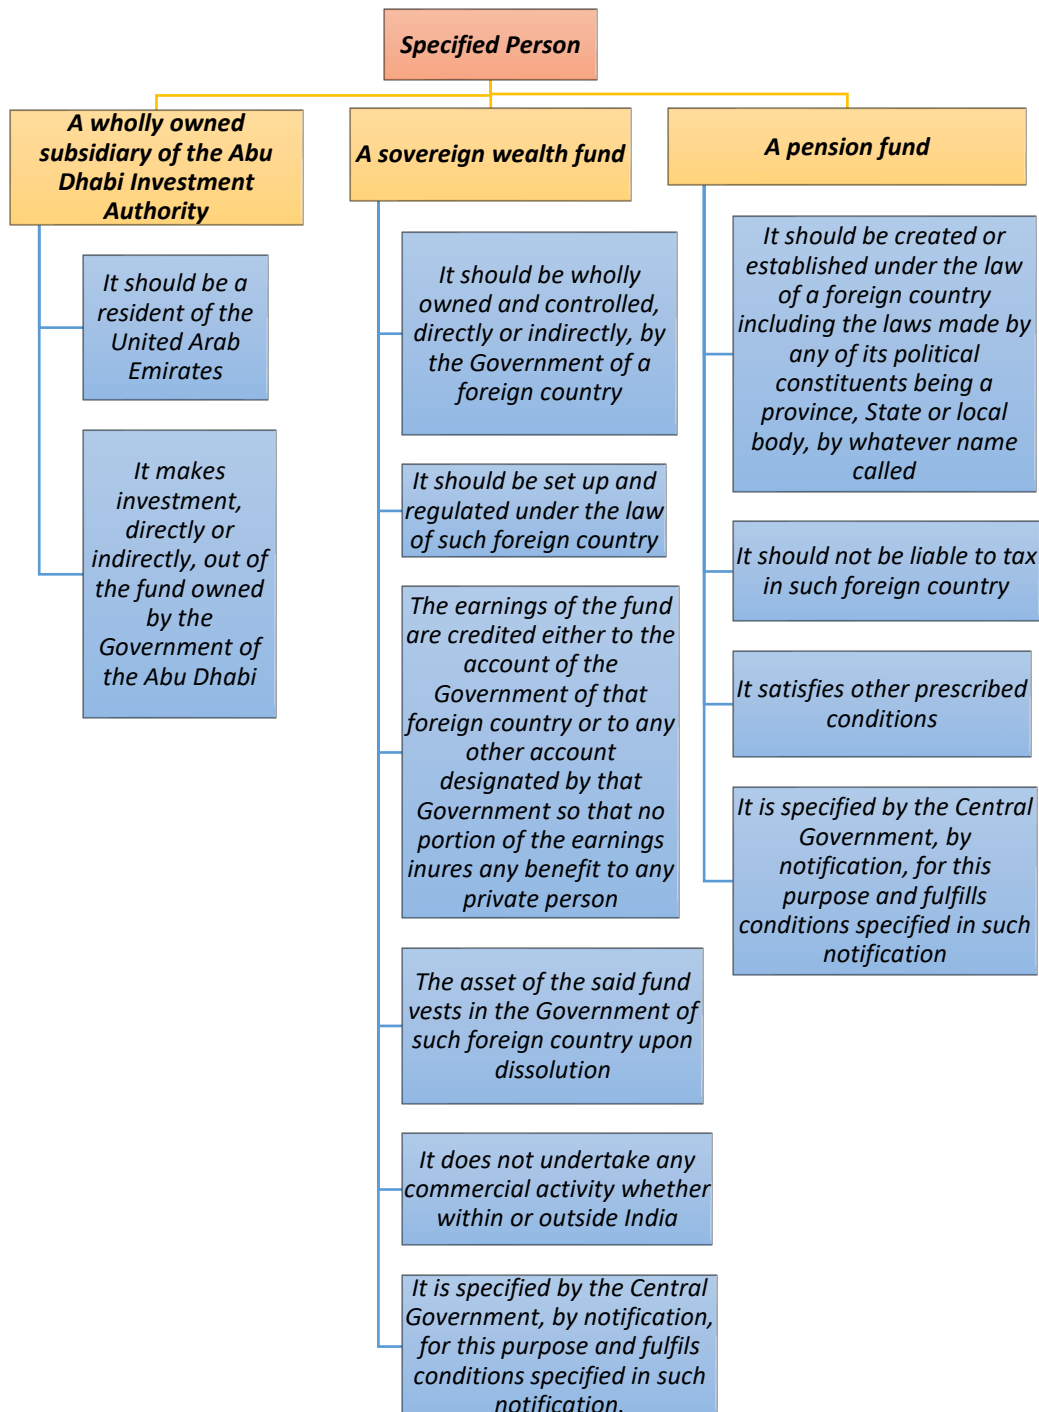 Specified Person
A wholly owned
subsidiary of the Abu
Dhabi Investment
Authority
It should be a
resident of the
United Arab
Emirates
It makes
investment,
directly or
indirectly, out of
the fund owned
by the
Government of
the Abu Dhabi
A sovereign wealth fund
It should be wholly
owned and controlled,
directly or indirectly, by
the Government of a
foreign country
It should be set up and
regulated under the law
of such foreign country
The earnings of the fund
are credited either to the
account of the
Government of that
foreign country or to any
other account
designated by that
Government so that no
portion of the earnings
inures any benefit to any
private person
The asset of the said fund
vests in the Government of
such foreign country upon
dissolution
It does not undertake any
commercial activity whether
within or outside India
It is specified by the Central
Government, by notification,
for this purpose and fulfils
conditions specified in such
notification.
A pension fund
It should be created or
established under the law
of a foreign country
including the laws made by
any of its political
constituents being a
province, State or local
body, by whatever name
called
It should not be liable to tax
in such foreign country
It satisfies other prescribed
conditions
It is specified by the Central
Government, by
notification, for this
purpose and fulfills
conditions specified in such
notification